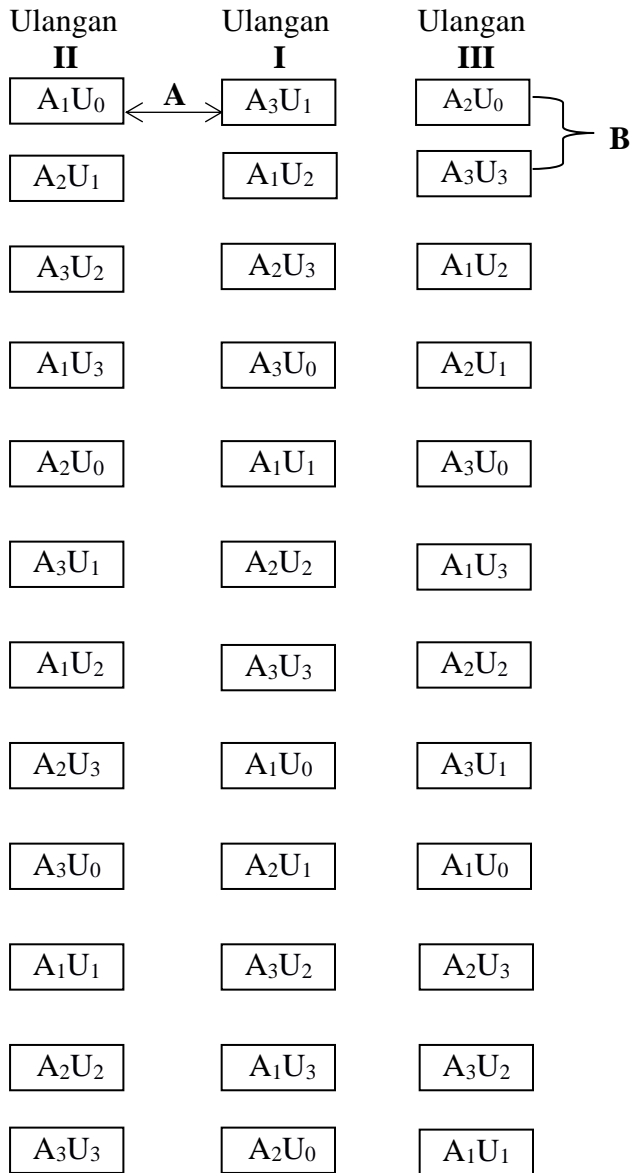 Ulangan Ulangan Ulangan
II I III
A₁U₀ A A₃U₁ A₂U₀
B
A₂U₁ A₁U₂ A₃U₃
A₃U₂ A₂U₃ A₁U₂
A₁U₃ A₃U₀ A₂U₁
A₂U₀ A₁U₁ A₃U₀
A₃U₁ A₂U₂ A₁U₃
A₁U₂ A₃U₃ A₂U₂
A₂U₃ A₁U₀ A₃U₁
A₃U₀ A₂U₁ A₁U₀
A₁U₁ A₃U₂ A₂U₃
A₂U₂ A₁U₃ A₃U₂
A₃U₃ A₂U₀ A₁U₁